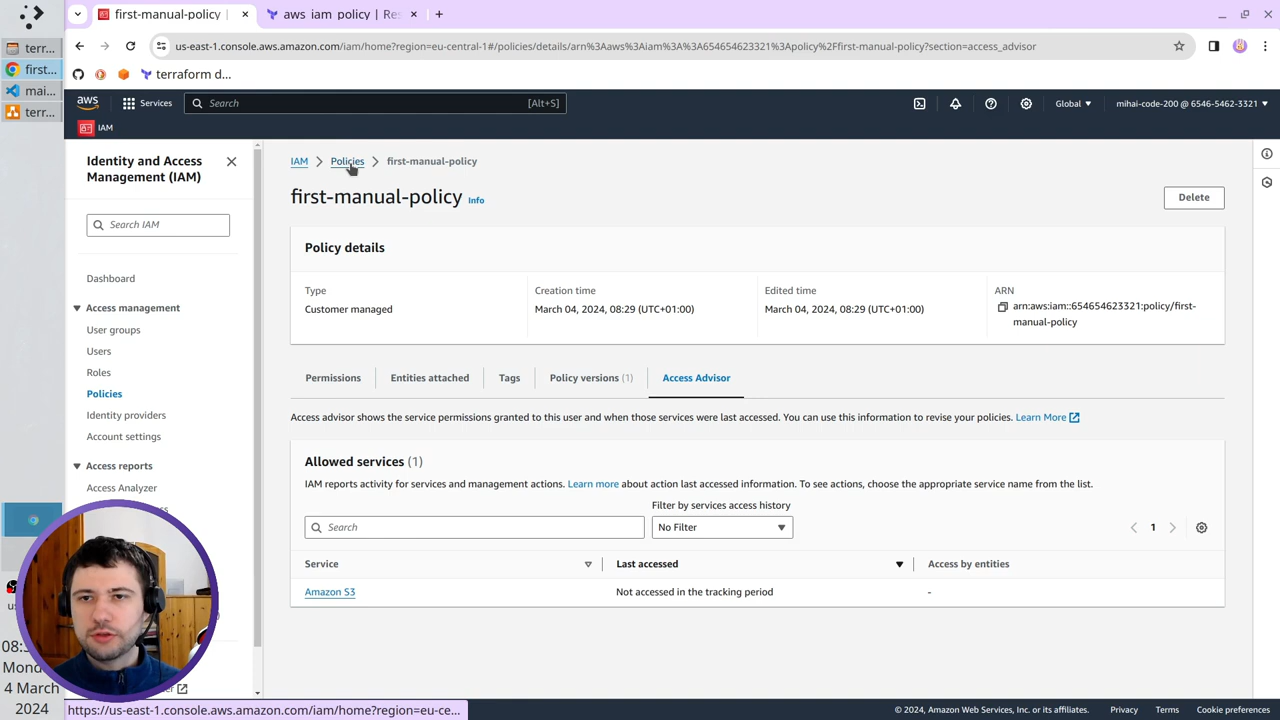 first-manual-policy
aws_iam_policy | Res
us-east-1.console.aws.amazon.com/iam/home?region=eu-central-1#/policies/details/arn%3Aaws%3Aiam%3A%3A654654623321%3Apolicy%2Ffirst-manual-policy?section=access_advisor
terraform d...
terr...
first...
mai...
terr...
aws
Services
Search
[Alt+S]
Global
mihai-code-200 @ 6546-5462-3321
IAM
Identity and Access
Management (IAM)
Search IAM
Dashboard
Access management
User groups
Users
Roles
Policies
Identity providers
Account settings
Access reports
Access Analyzer
IAM
Policies
first-manual-policy
first-manual-policy
Info
Delete
Policy details
Type
Customer managed
Creation time
March 04, 2024, 08:29 (UTC+01:00)
Edited time
March 04, 2024, 08:29 (UTC+01:00)
ARN
arn:aws:iam::654654623321:policy/first-
manual-policy
Permissions
Entities attached
Tags
Policy versions (1)
Access Advisor
Access advisor shows the service permissions granted to this user and when those services were last accessed. You can use this information to revise your policies. Learn More
Allowed services (1)
IAM reports activity for services and management actions. Learn more about action last accessed information. To see actions, choose the appropriate service name from the list.
Filter by services access history
Search
No Filter
1
Service
Last accessed
Access by entities
Amazon S3
Not accessed in the tracking period
-
4 March
2024
https://us-east-1.console.aws.amazon.com/iam/home?region=eu-ce...
© 2024, Amazon Web Services, Inc. or its affiliates.
Privacy
Terms
Cookie preferences